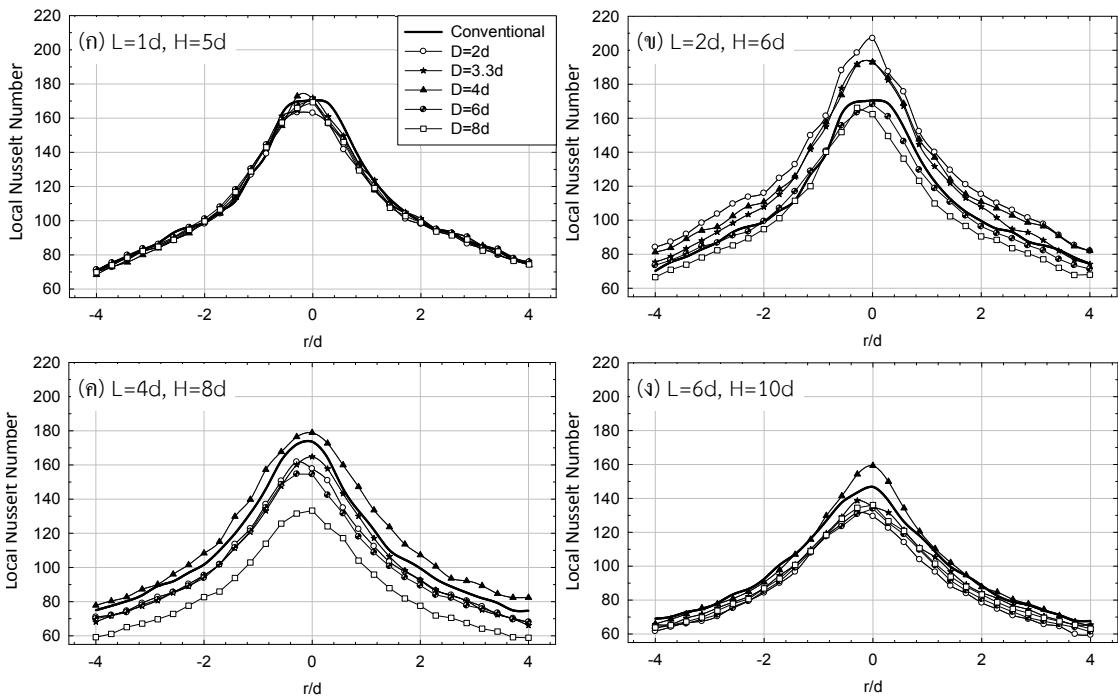 (ก) L=1d, H=5d
Conventional
D=2d
D=3.3d
D=4d
D=6d
D=8d
Local Nusselt Number
220
200
180
160
140
120
100
80
60
-4 -2 0 2 4
r/d
(ข) L=2d, H=6d
Local Nusselt Number
220
200
180
160
140
120
100
80
60
-4 -2 0 2 4
r/d
(ค) L=4d, H=8d
Local Nusselt Number
220
200
180
160
140
120
100
80
60
-4 -2 0 2 4
r/d
(ง) L=6d, H=10d
Local Nusselt Number
220
200
180
160
140
120
100
80
60
-4 -2 0 2 4
r/d